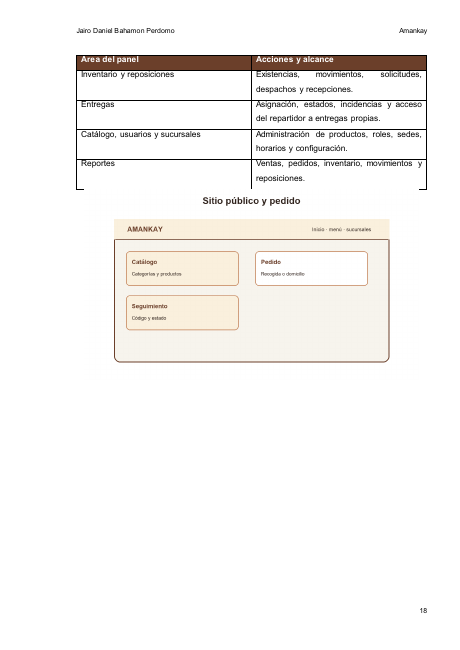 Jairo Daniel Bahamon Perdomo Amankay
Área del panel Acciones y alcance
Inventario y reposiciones Existencias, movimientos, solicitudes,
despachos y recepciones.
Entregas Asignación, estados, incidencias y acceso
del repartidor a entregas propias.
Catálogo, usuarios y sucursales Administración de productos, roles, sedes,
horarios y configuración.
Reportes Ventas, pedidos, inventario, movimientos y
reposiciones.
Sitio público y pedido
AMANKAY Inicio · menú · sucursales
Catálogo Pedido
Categorías y productos Recogida o domicilio
Seguimiento
Código y estado
18